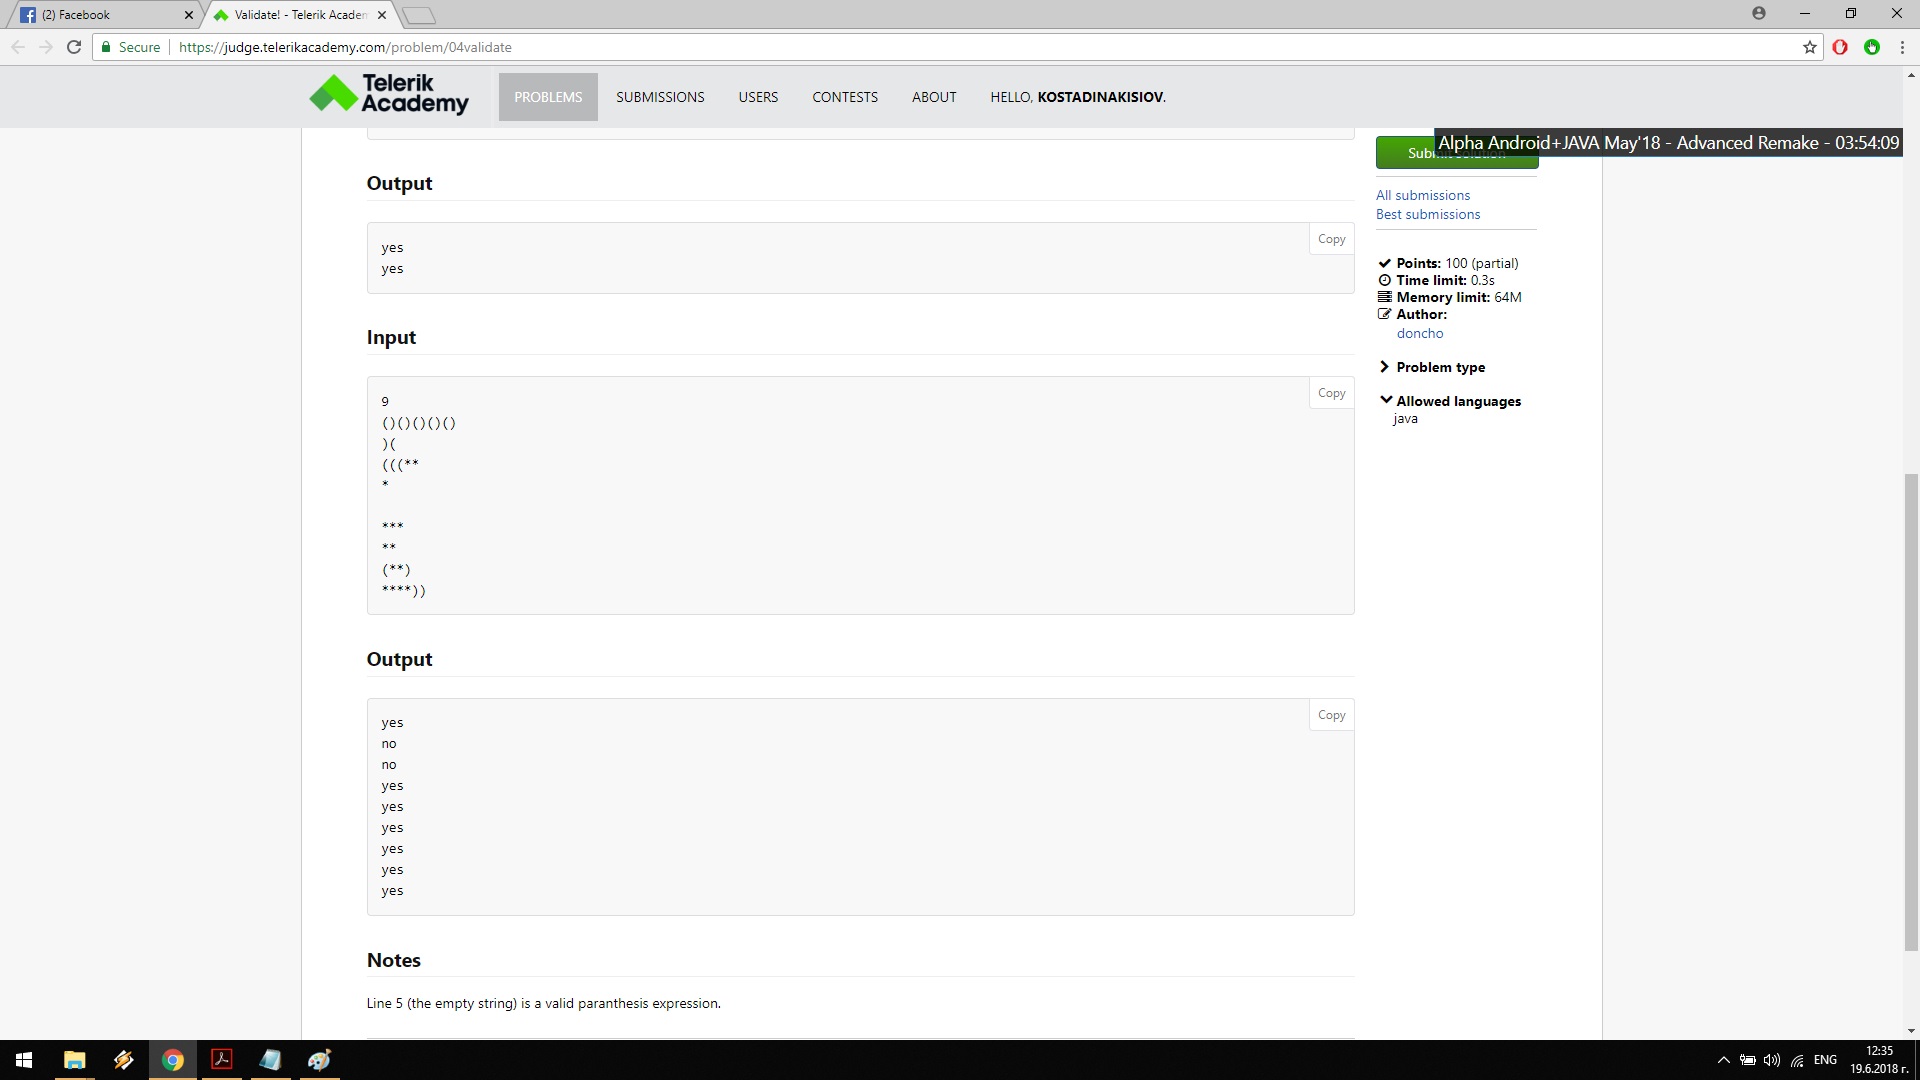 (2) Facebook
Validate! - Telerik Academ
Secure
https://judge.telerikacademy.com/problem/04validate
Telerik
Academy
PROBLEMS SUBMISSIONS USERS CONTESTS ABOUT HELLO, KOSTADINAKISIOV.
Alpha Android+JAVA May'18 - Advanced Remake - 03:54:09
Output
Copy
yes
yes
Input
Copy
9
()()()()()
)(
(((**
*
***
**
(**)
****))
Output
Copy
yes
no
no
yes
yes
yes
yes
yes
yes
Notes
Line 5 (the empty string) is a valid paranthesis expression.
All submissions
Best submissions
Points: 100 (partial)
Time limit: 0.3s
Memory limit: 64M
Author:
doncho
Problem type
Allowed languages
java
ENG
12:35
19.6.2018 г.